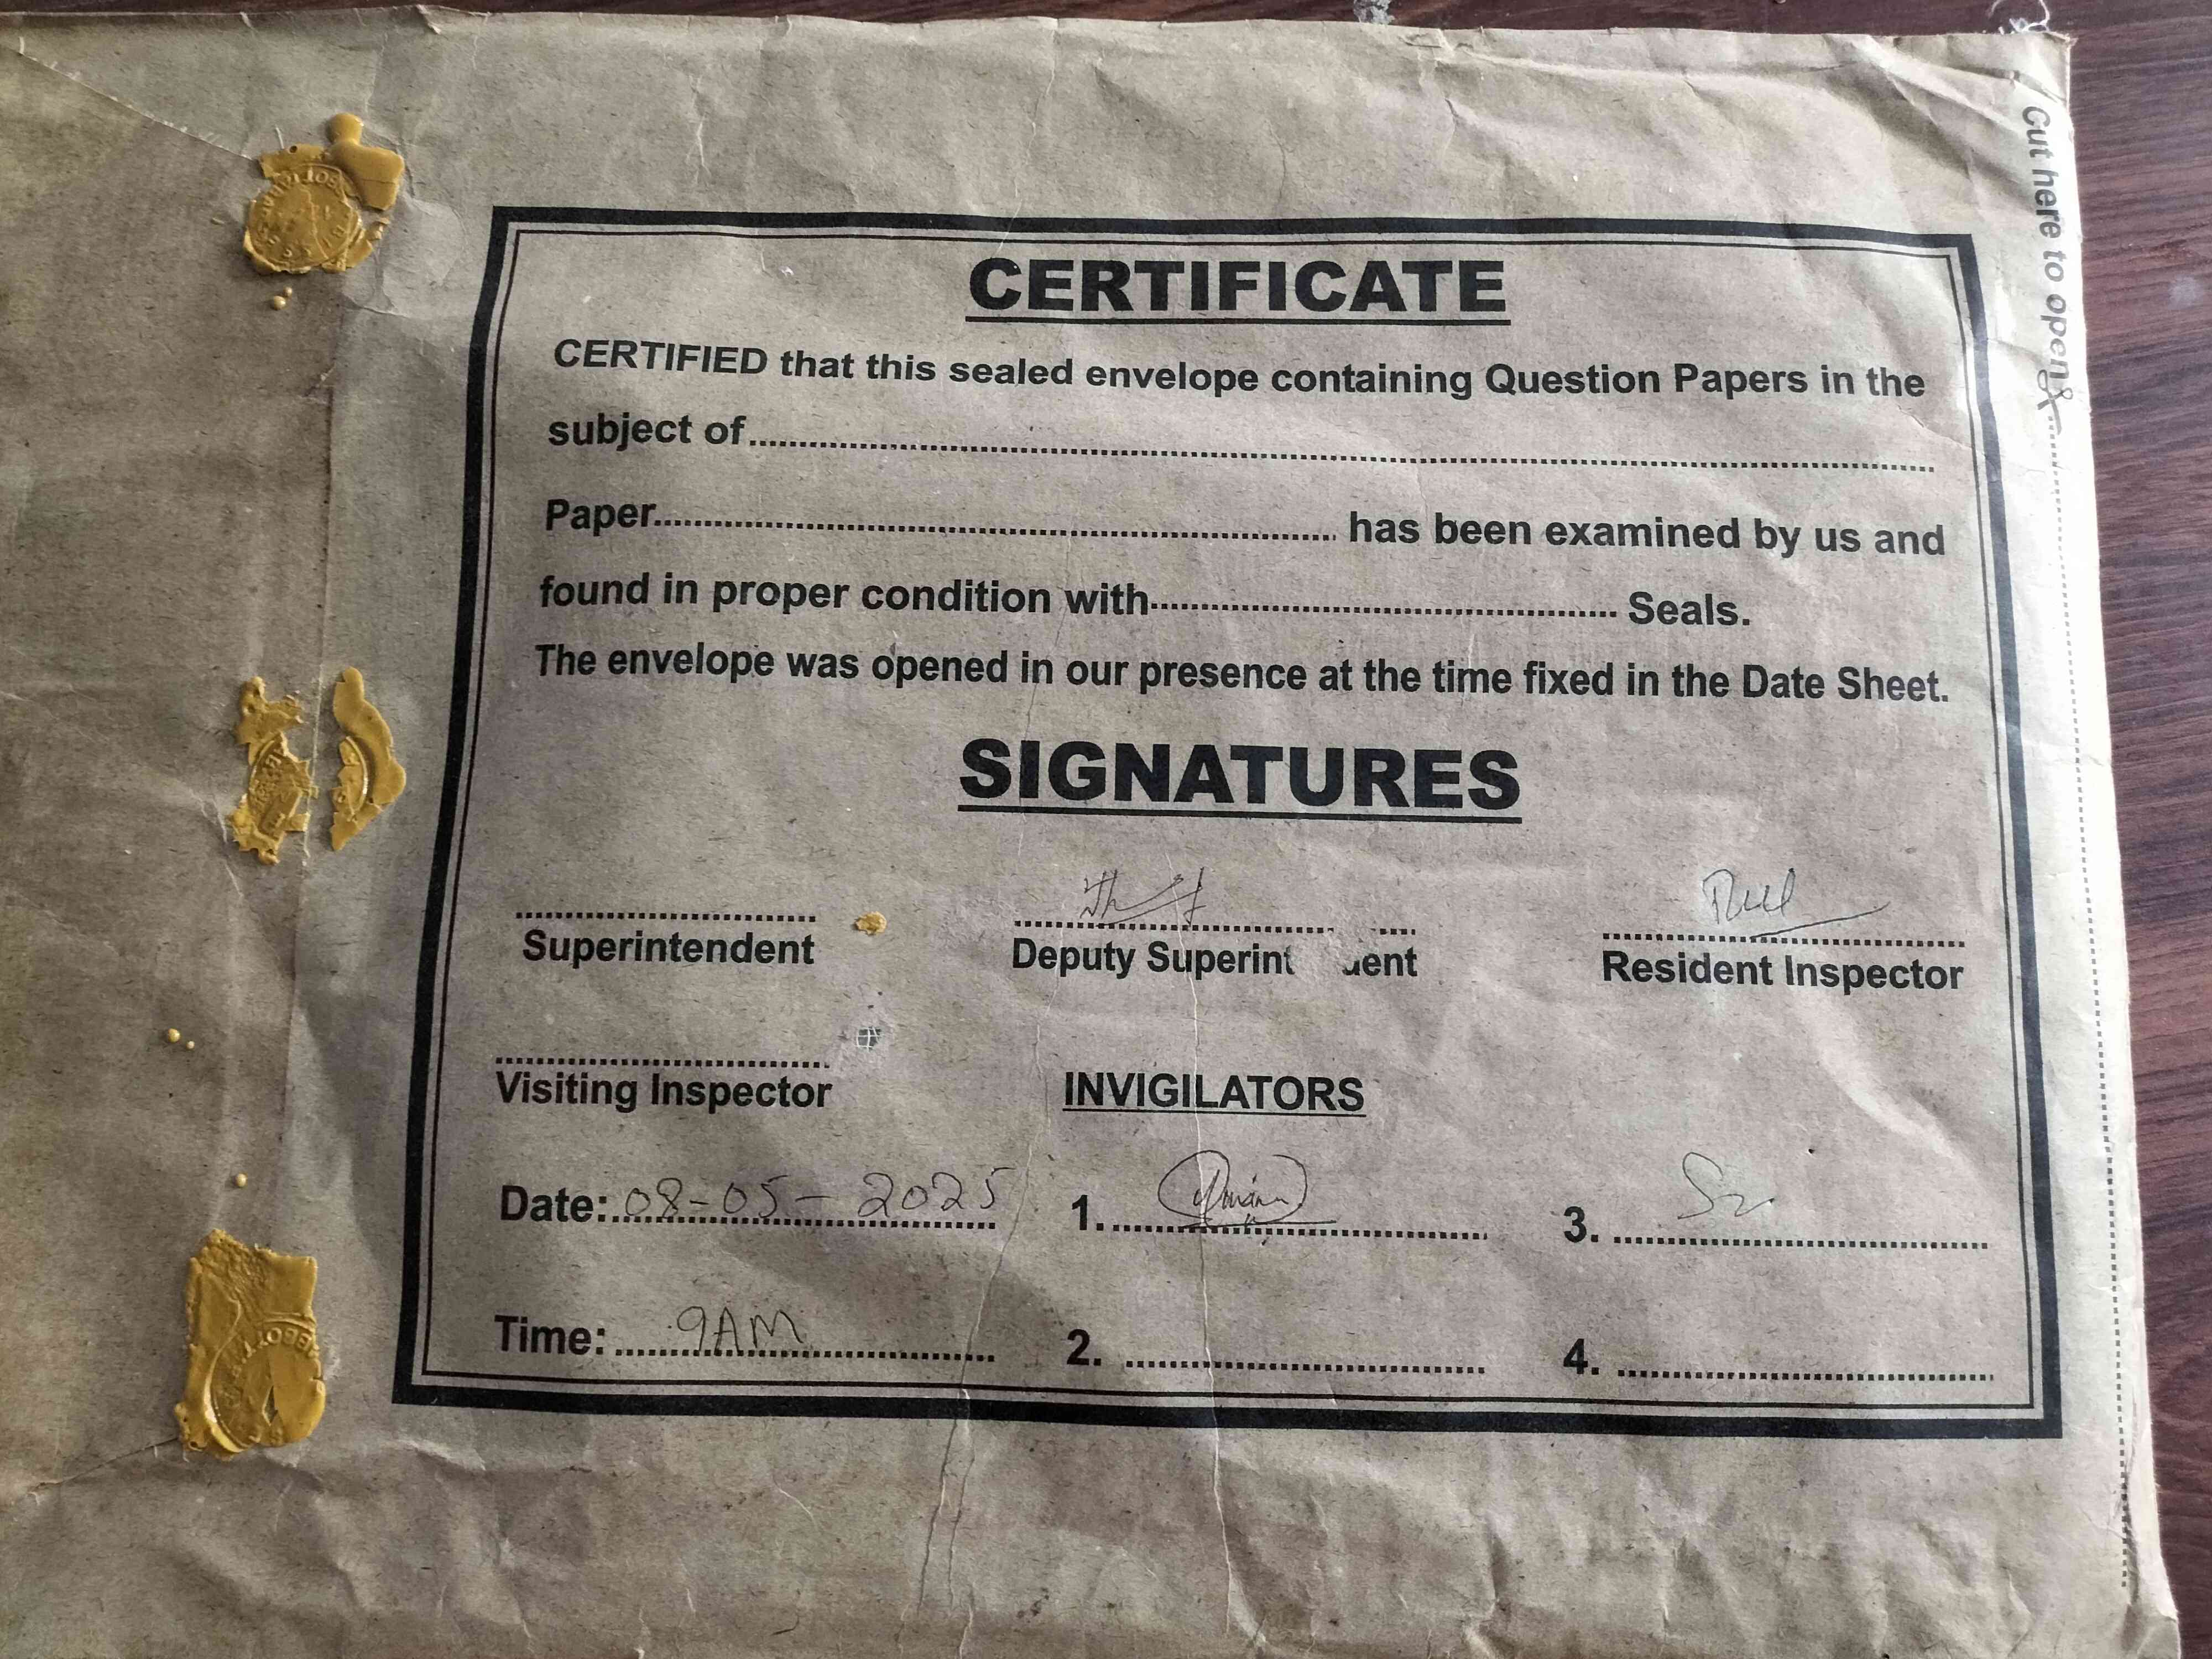 Cut here to open
CERTIFICATE
CERTIFIED that this sealed envelope containing Question Papers in the
subject of
Paper has been examined by us and
found in proper condition with Seals.
The envelope was opened in our presence at the time fixed in the Date Sheet.
SIGNATURES
Superintendent Deputy Superint dent Resident Inspector
Visiting Inspector INVIGILATORS
Date: 08-05-2025 1. 3.
Time: 9AM 2. 4.